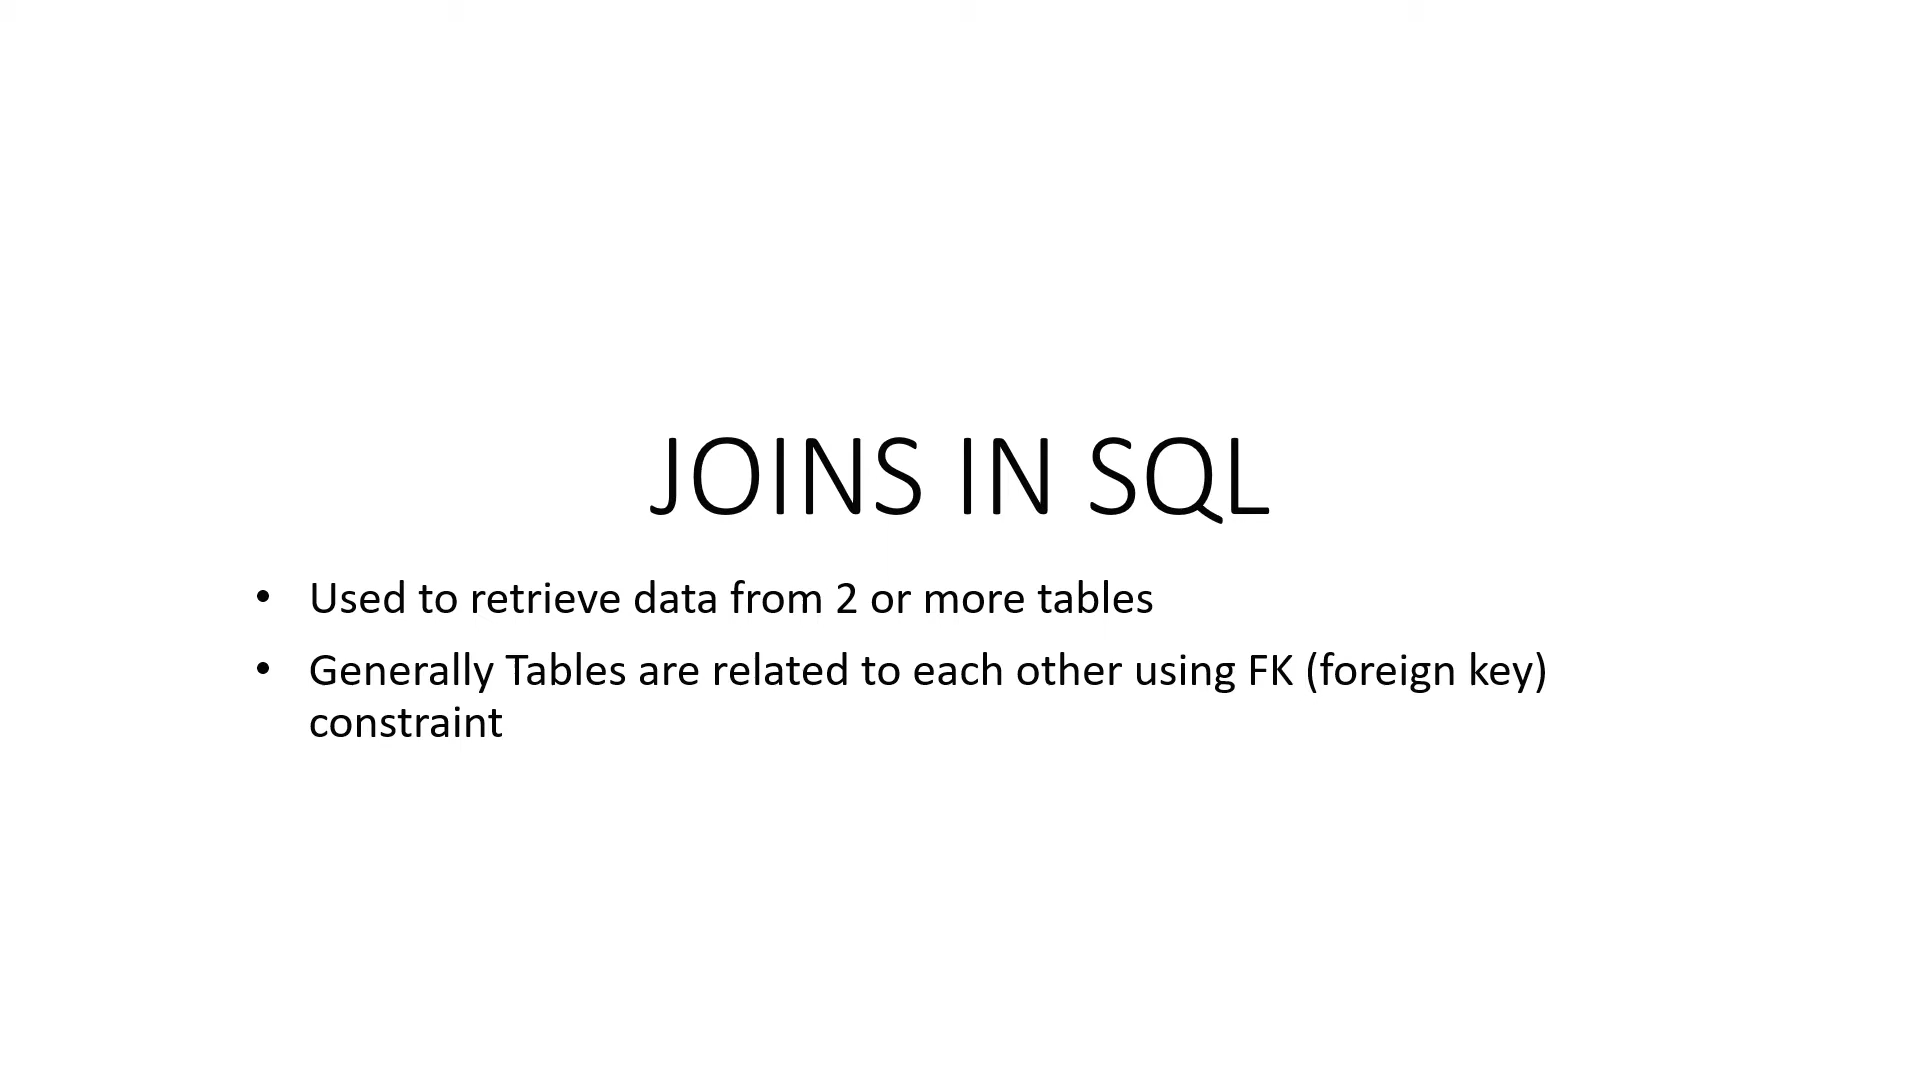 JOINS IN SQL
• Used to retrieve data from 2 or more tables
• Generally Tables are related to each other using FK (foreign key)
constraint